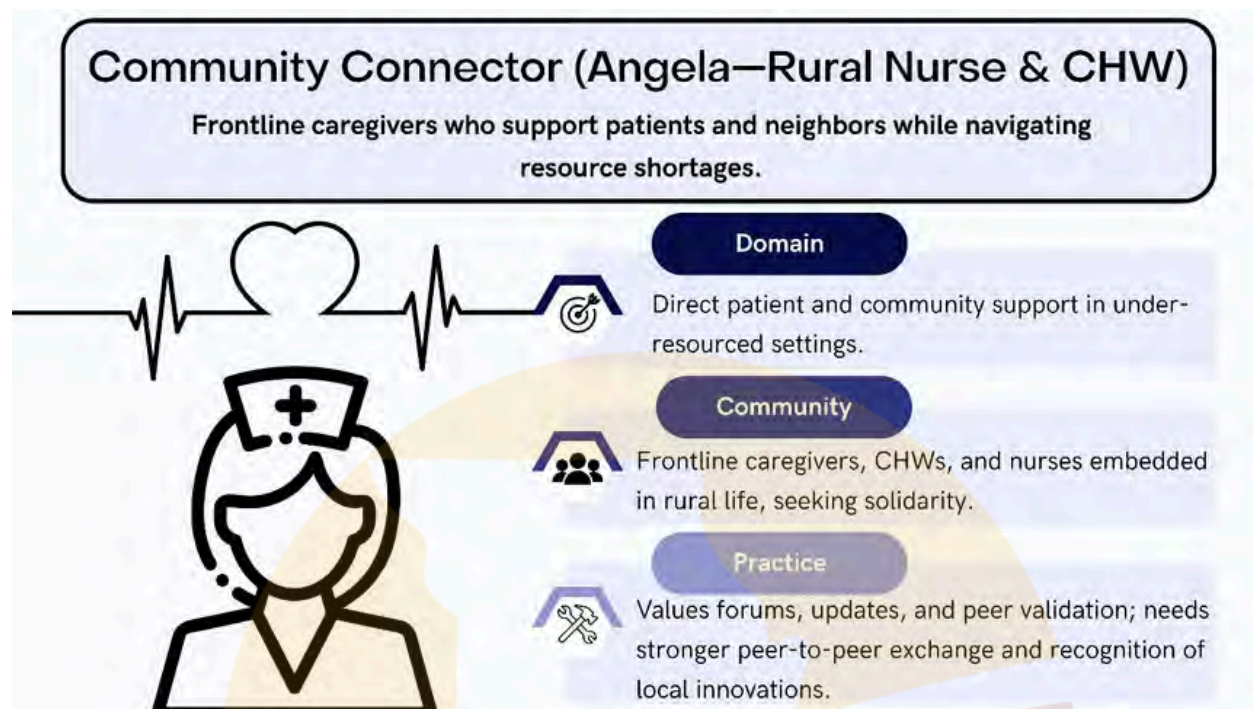 Community Connector (Angela—Rural Nurse & CHW)
Frontline caregivers who support patients and neighbors while navigating
resource shortages.
Domain
Direct patient and community support in under-
resourced settings.
Community
Frontline caregivers, CHWs, and nurses embedded
in rural life, seeking solidarity.
Practice
Values forums, updates, and peer validation; needs
stronger peer-to-peer exchange and recognition of
local innovations.